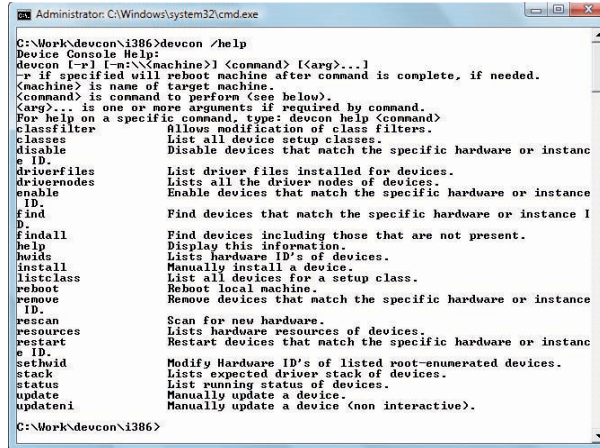 Administrator: C:\Windows\system32\cmd.exe
C:\Work\devcon\i386>devcon /help
Device Console Help:
devcon [-r] [-m:\\<machine>] <command> [<arg>...]
-r if specified will reboot machine after command is complete, if needed.
<machine> is name of target machine.
<command> is command to perform (see below).
<arg>... is one or more arguments if required by command.
For help on a specific command, type: devcon help <command>
classfilter Allows modification of class filters.
classes List all device setup classes.
disable Disable devices that match the specific hardware or instanc
e ID.
driverfiles List driver files installed for devices.
drivernodes Lists all the driver nodes of devices.
enable Enable devices that match the specific hardware or instance
ID.
find Find devices that match the specific hardware or instance I
D.
findall Find devices including those that are not present.
help Display this information.
hwids Lists hardware ID's of devices.
install Manually install a device.
listclass List all devices for a setup class.
reboot Reboot local machine.
remove Remove devices that match the specific hardware or instance
ID.
rescan Scan for new hardware.
resources Lists hardware resources of devices.
restart Restart devices that match the specific hardware or instanc
e ID.
sethwid Modify Hardware ID's of listed root-enumerated devices.
stack Lists expected driver stack of devices.
status List running status of devices.
update Manually update a device.
updateni Manually update a device (non interactive).
C:\Work\devcon\i386>